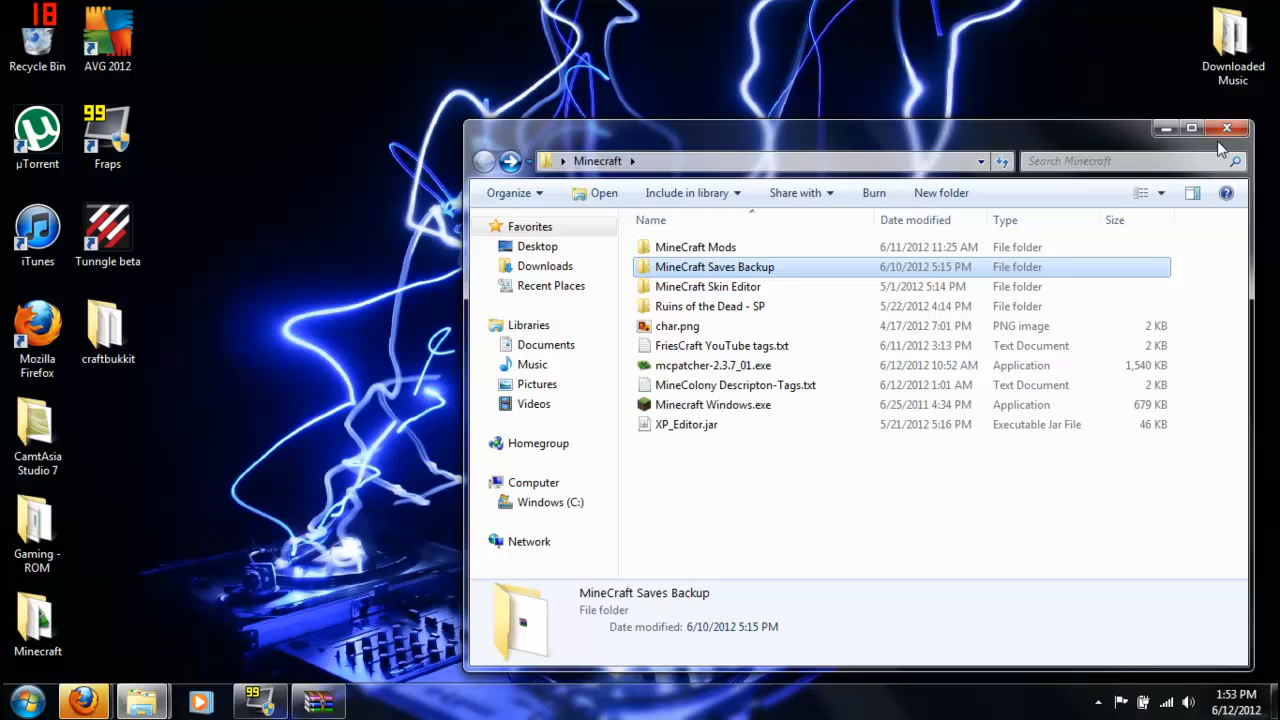 18
Recycle Bin
AVG 2012
99
µTorrent
Fraps
iTunes
Tunngle beta
Mozilla
Firefox
craftbukkit
CamtAsia
Studio 7
Gaming -
ROM
Minecraft
Downloaded
Music
Minecraft
Search Minecraft
Organize Open Include in library Share with Burn New folder
Favorites
Desktop
Downloads
Recent Places
Libraries
Documents
Music
Pictures
Videos
Homegroup
Computer
Windows (C:)
Network
Name Date modified Type Size
MineCraft Mods 6/11/2012 11:25 AM File folder
MineCraft Saves Backup 6/10/2012 5:15 PM File folder
MineCraft Skin Editor 5/1/2012 5:14 PM File folder
Ruins of the Dead - SP 5/22/2012 4:14 PM File folder
char.png 4/17/2012 7:01 PM PNG image 2 KB
FriesCraft YouTube tags.txt 6/11/2012 3:13 PM Text Document 2 KB
mcpatcher-2.3.7_01.exe 6/12/2012 10:52 AM Application 1,540 KB
MineColony Descripton-Tags.txt 6/12/2012 1:01 AM Text Document 2 KB
Minecraft Windows.exe 6/25/2011 4:34 PM Application 679 KB
XP_Editor.jar 5/21/2012 5:16 PM Executable Jar File 46 KB
MineCraft Saves Backup
File folder
Date modified: 6/10/2012 5:15 PM
99
1:53 PM
6/12/2012